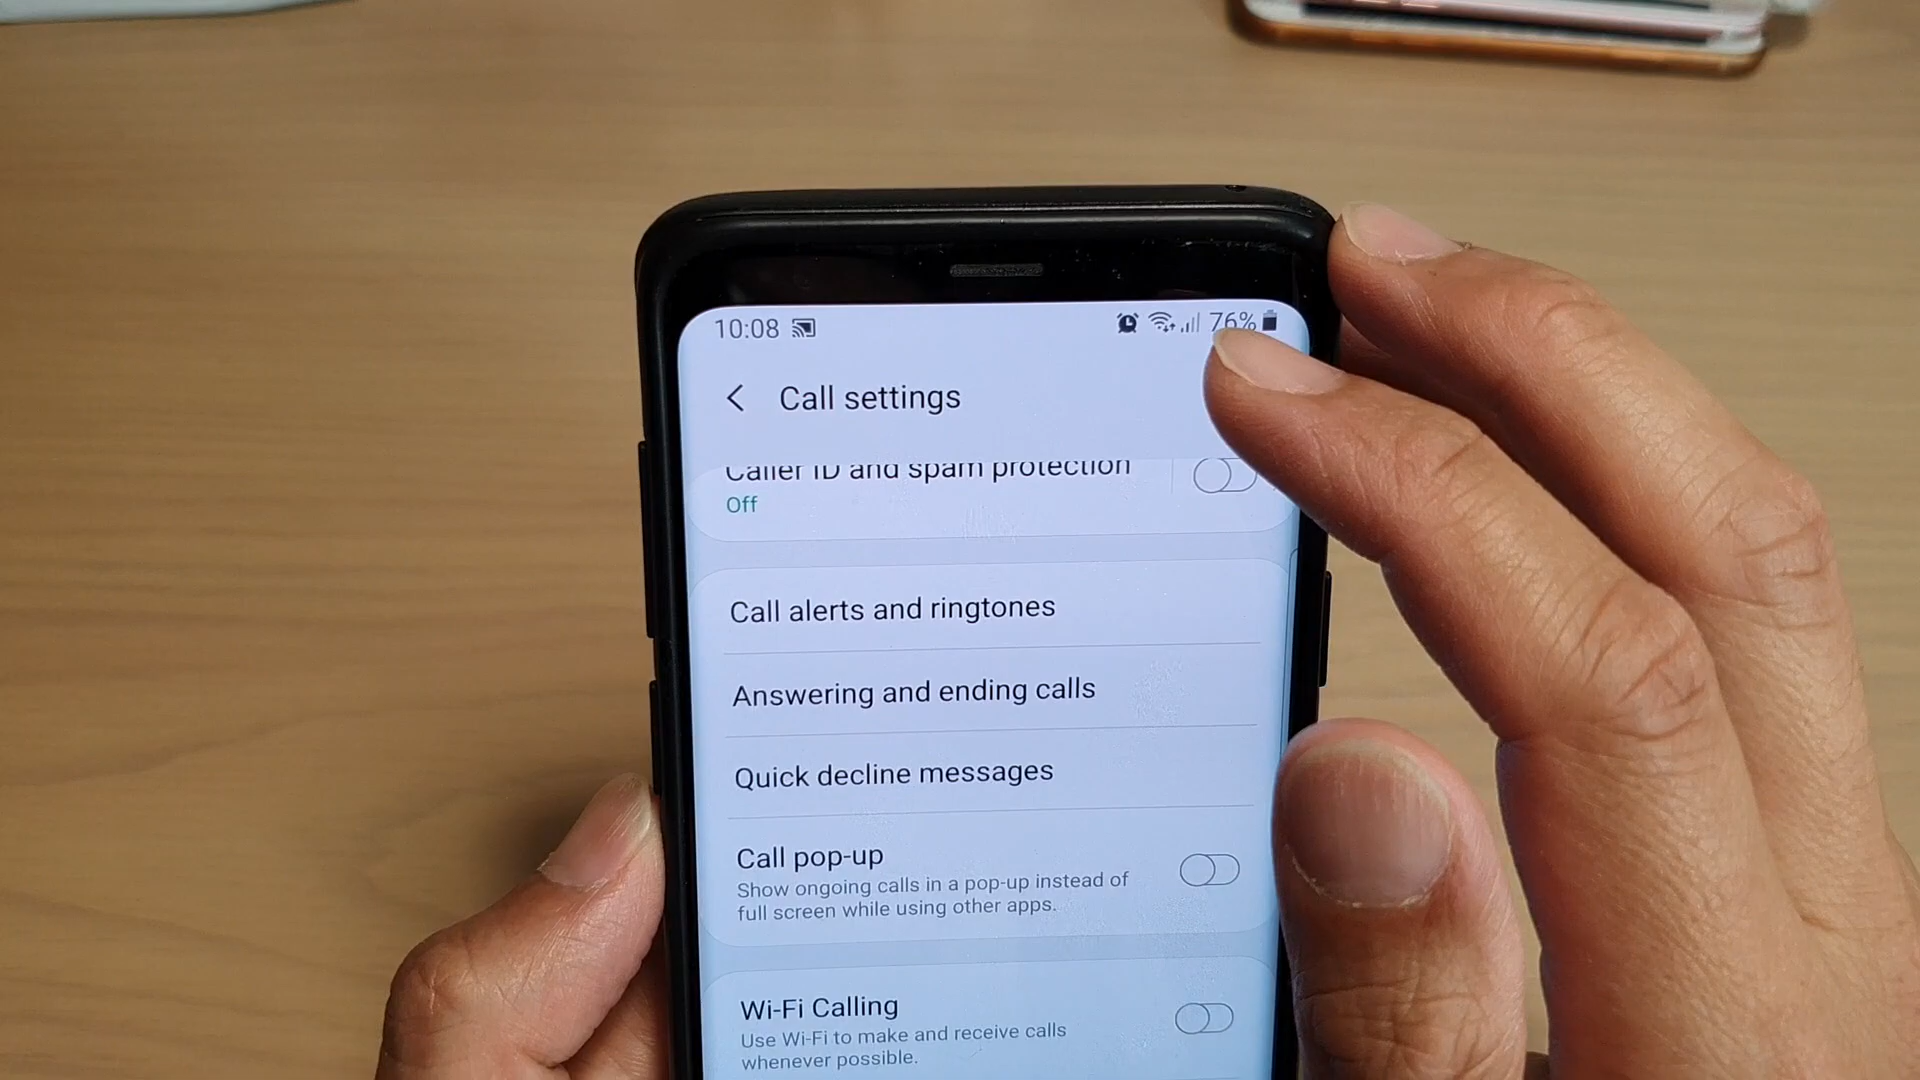 10:08
76%
Call settings
Caller ID and spam protection
Off
Call alerts and ringtones
Answering and ending calls
Quick decline messages
Call pop-up
Show ongoing calls in a pop-up instead of
full screen while using other apps.
Wi-Fi Calling
Use Wi-Fi to make and receive calls
whenever possible.